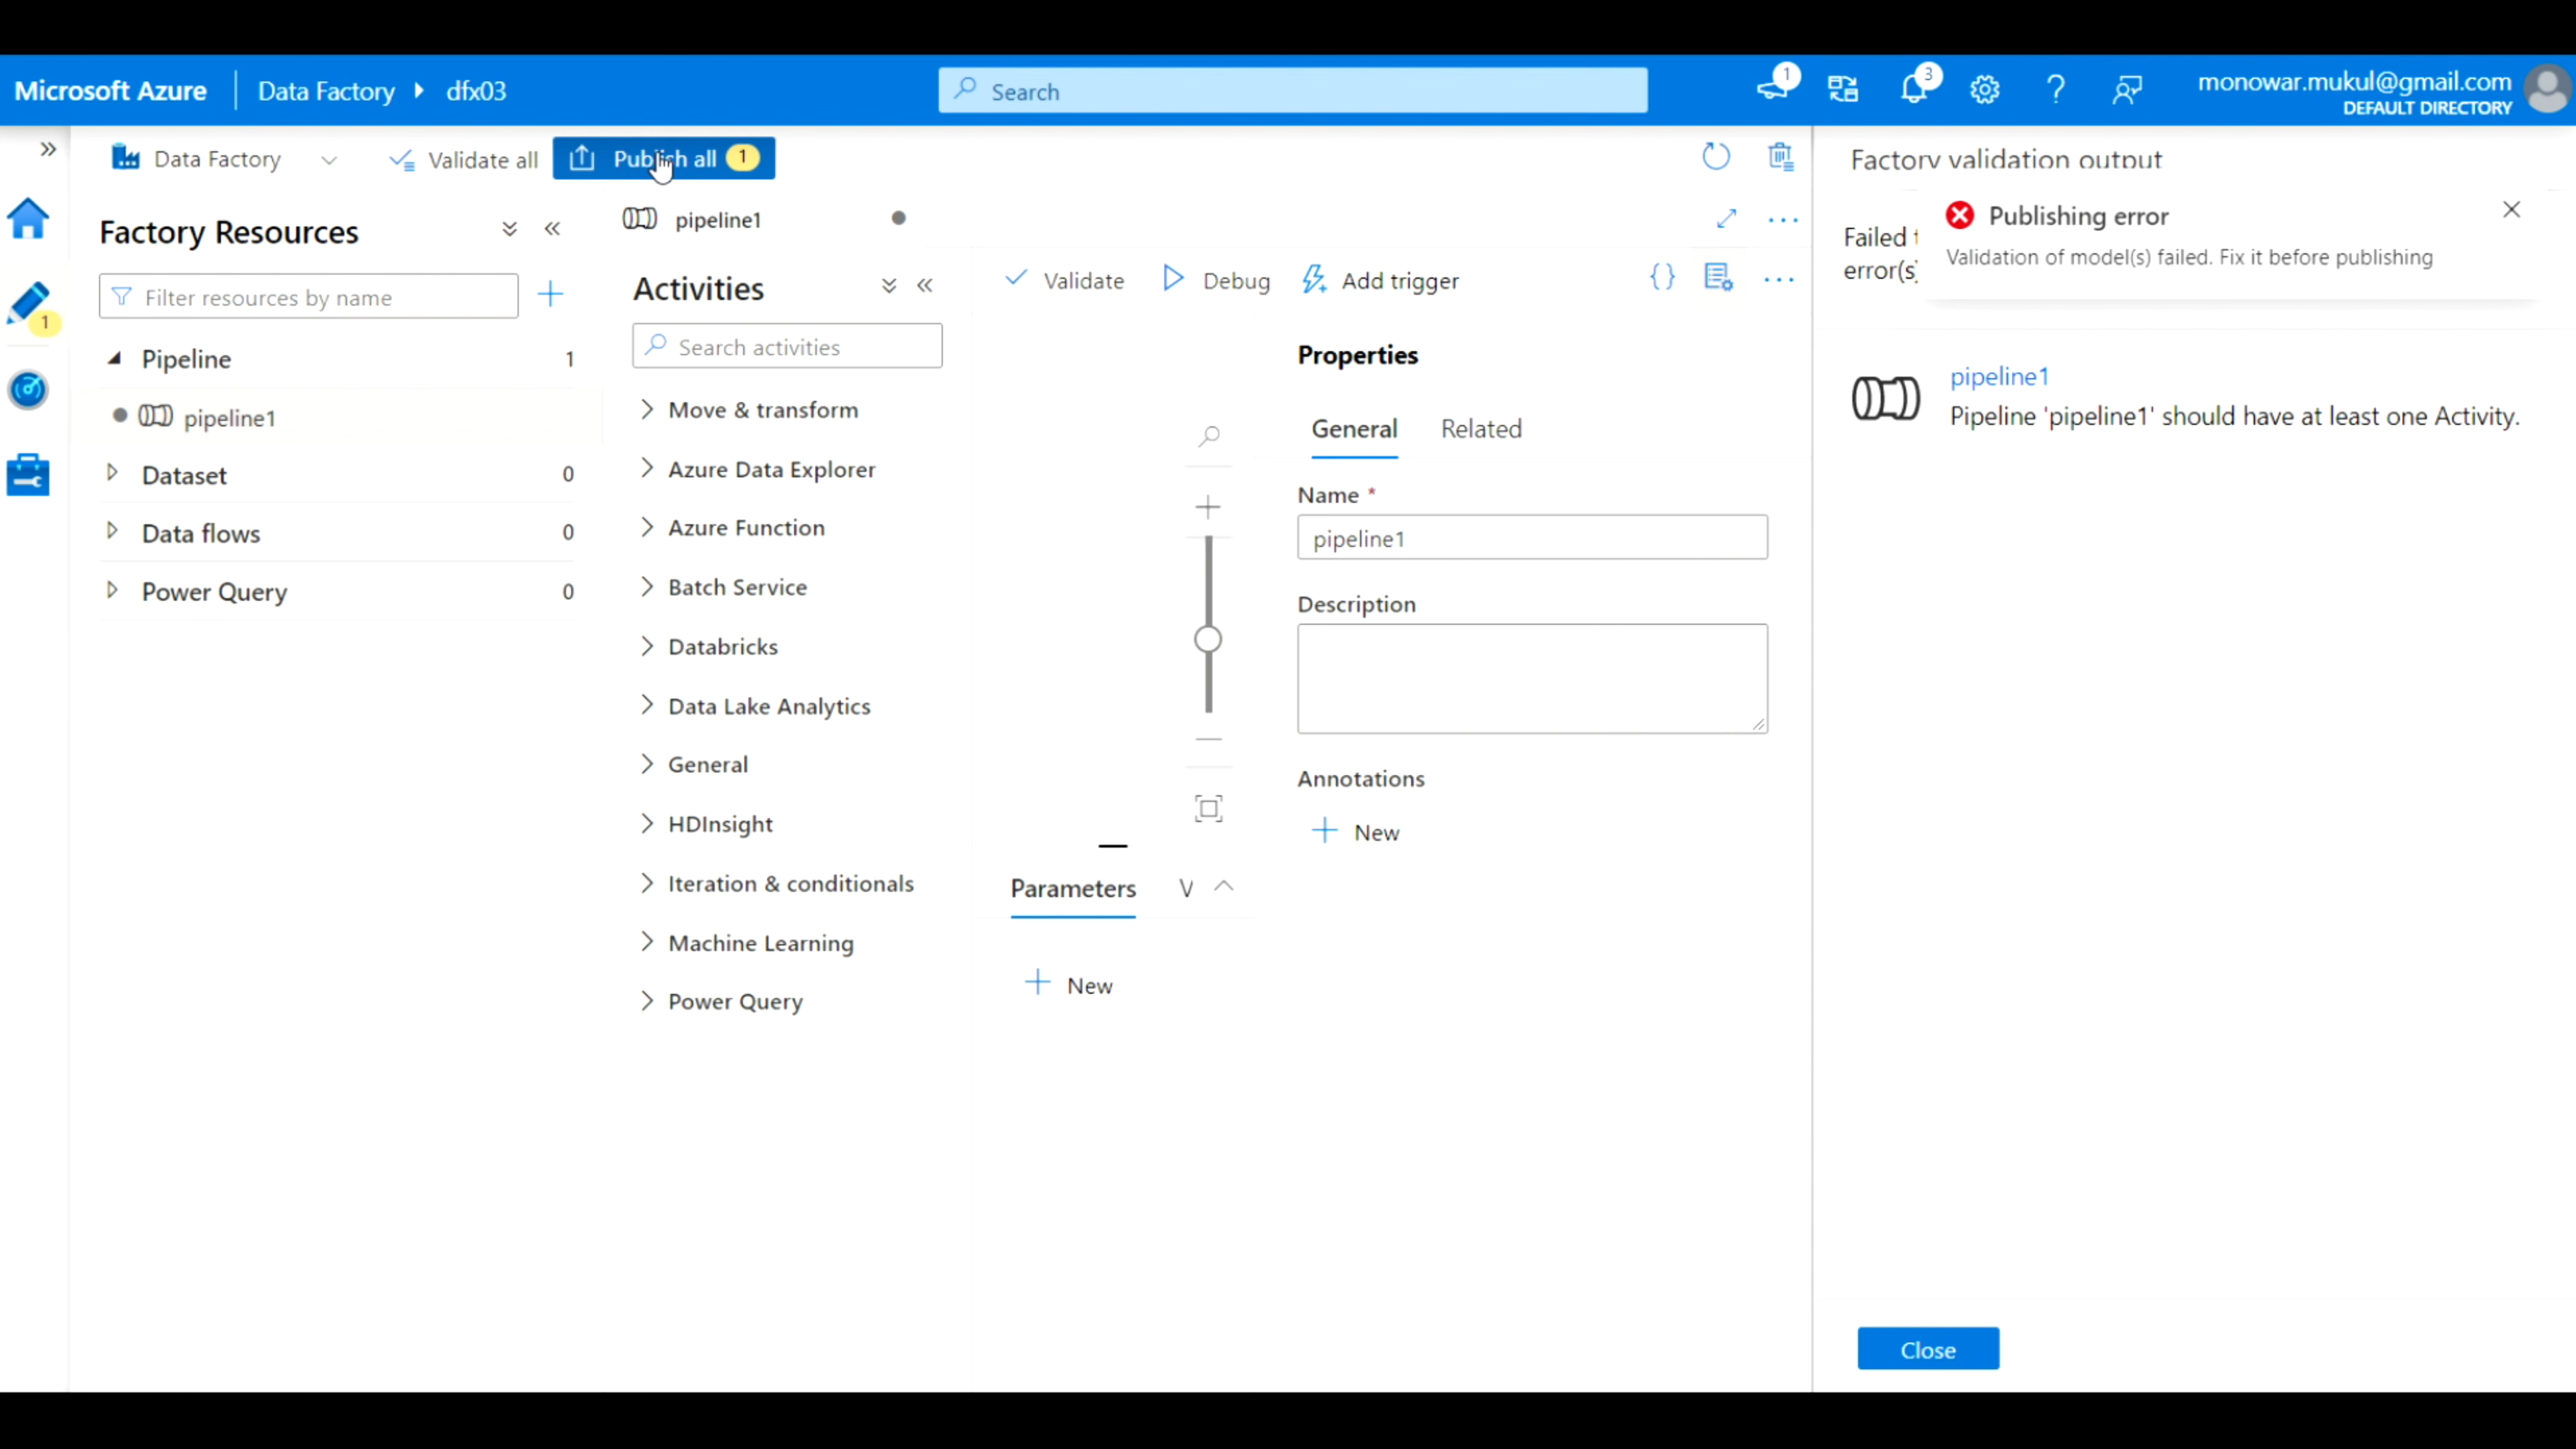 Microsoft Azure
Data Factory
dfx03
Search
1
3
monowar.mukul@gmail.com
DEFAULT DIRECTORY
Data Factory
Validate all
Publish all 1
Factory validation output
Factory Resources
pipeline1
Publishing error
Failed
error(s)
Validation of model(s) failed. Fix it before publishing
Filter resources by name
1
Activities
Validate
Debug
Add trigger
Search activities
Properties
Pipeline 1
pipeline1
Pipeline 'pipeline1' should have at least one Activity.
pipeline1
Move & transform
General
Related
Dataset 0
Azure Data Explorer
Name *
pipeline1
Data flows 0
Azure Function
Power Query 0
Batch Service
Description
Databricks
Data Lake Analytics
General
Annotations
New
HDInsight
Iteration & conditionals
Parameters
V
Machine Learning
New
Power Query
Close